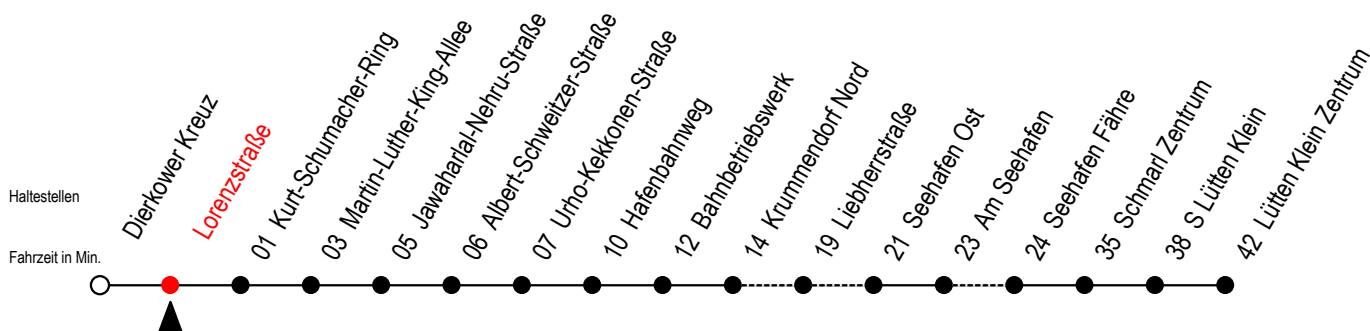 Haltestellen
Fahrzeit in Min.
Dierkower Kreuz
Lorenzstraße
01 Kurt-Schumacher-Ring
03 Martin-Luther-King-Allee
05 Jawaharlal-Nehru-Straße
06 Albert-Schweitzer-Straße
07 Urho-Kekkonen-Straße
10 Hafenbahnweg
12 Bahnbetriebswerk
14 Krummendorf Nord
19 Liebherrstraße
21 Seehafen Ost
23 Am Seehafen
24 Seehafen Fähre
35 Schmarl Zentrum
38 S Lütten Klein
42 Lütten Klein Zentrum